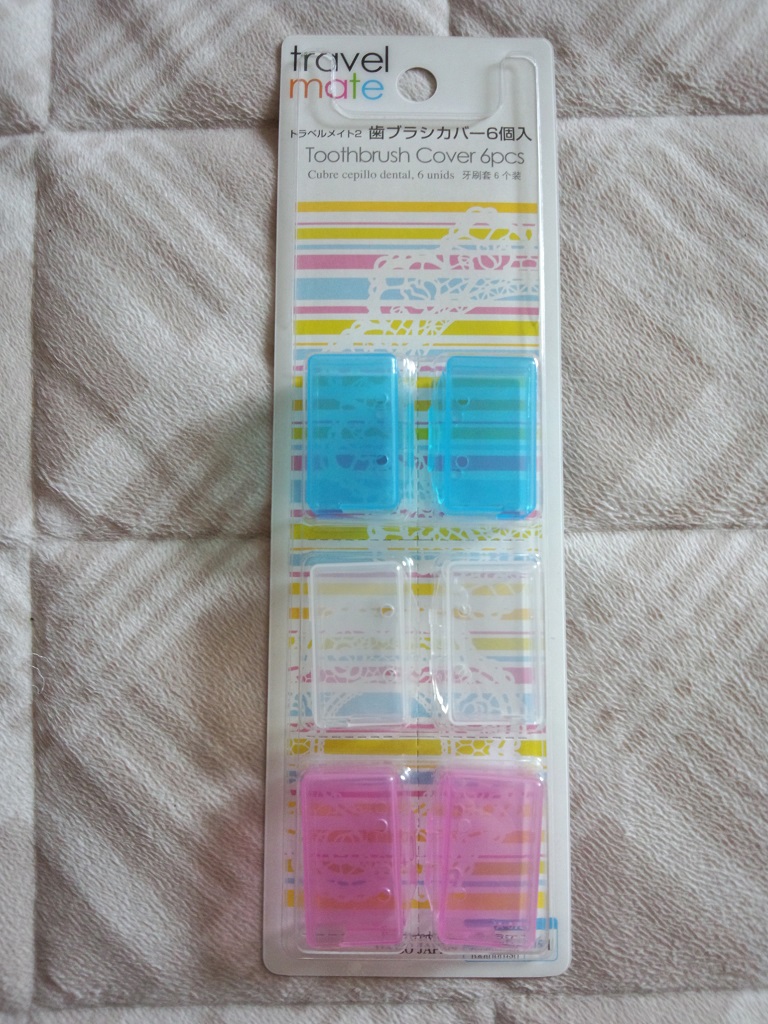 travel
mate
トラベルメイト2 歯ブラシカバー6個入
Toothbrush Cover 6pcs
Cubre cepillo dental, 6 unids 牙刷套 6 个装